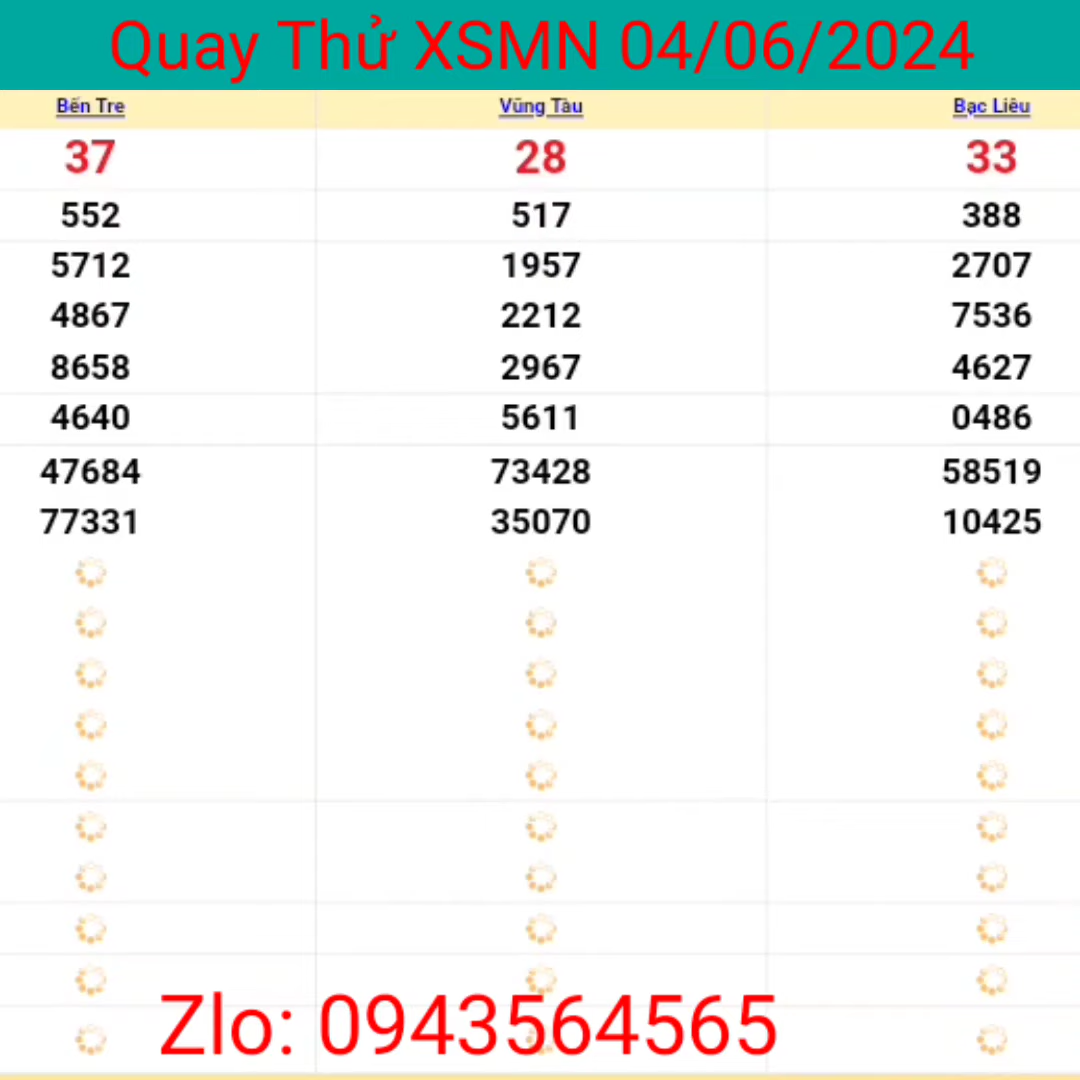 Quay Thử XSMN 04/06/2024
Bến Tre Vũng Tàu Bạc Liêu
37 28 33
552 517 388
5712 1957 2707
4867 2212 7536
8658 2967 4627
4640 5611 0486
47684 73428 58519
77331 35070 10425
Zlo: 0943564565